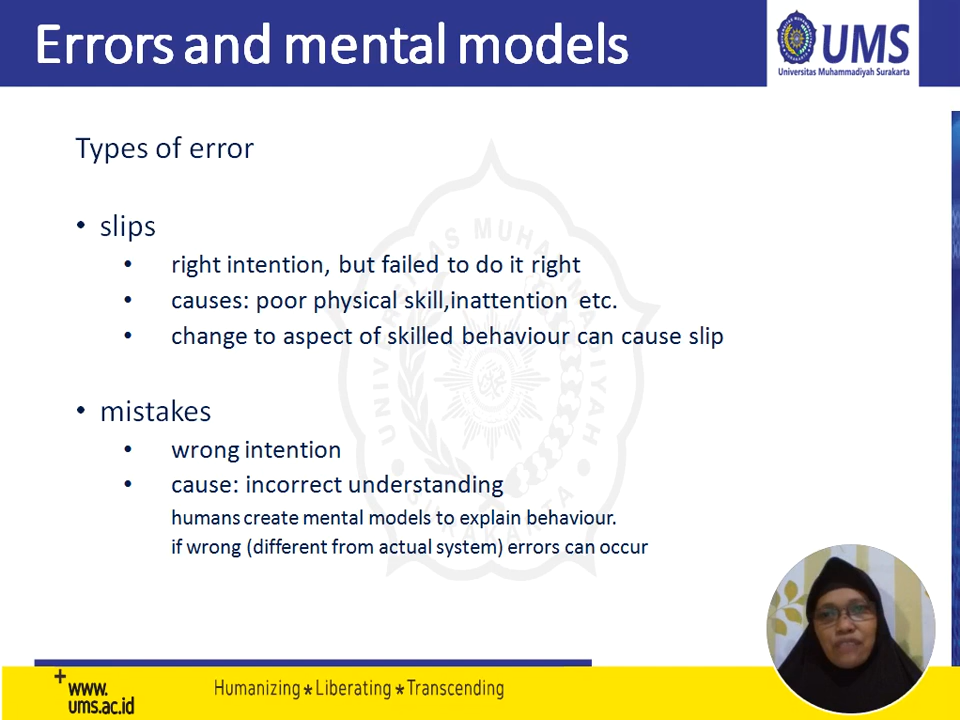 Errors and mental models
UMS
Universitas Muhammadiyah Surakarta
Types of error
• slips
• right intention, but failed to do it right
• causes: poor physical skill,inattention etc.
• change to aspect of skilled behaviour can cause slip
• mistakes
• wrong intention
• cause: incorrect understanding
humans create mental models to explain behaviour.
if wrong (different from actual system) errors can occur
UNIVERSITAS MUHAMMADIYAH
SURAKARTA
+www.
ums.ac.id
Humanizing ★ Liberating ★ Transcending